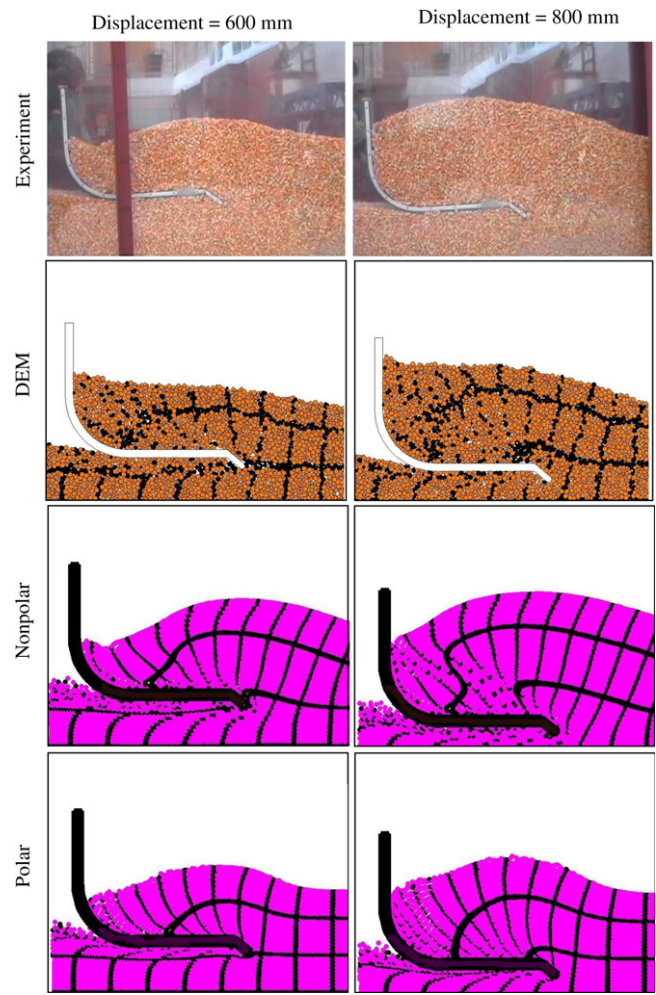 Displacement = 600 mm
Displacement = 800 mm
Experiment
DEM
Nonpolar
Polar